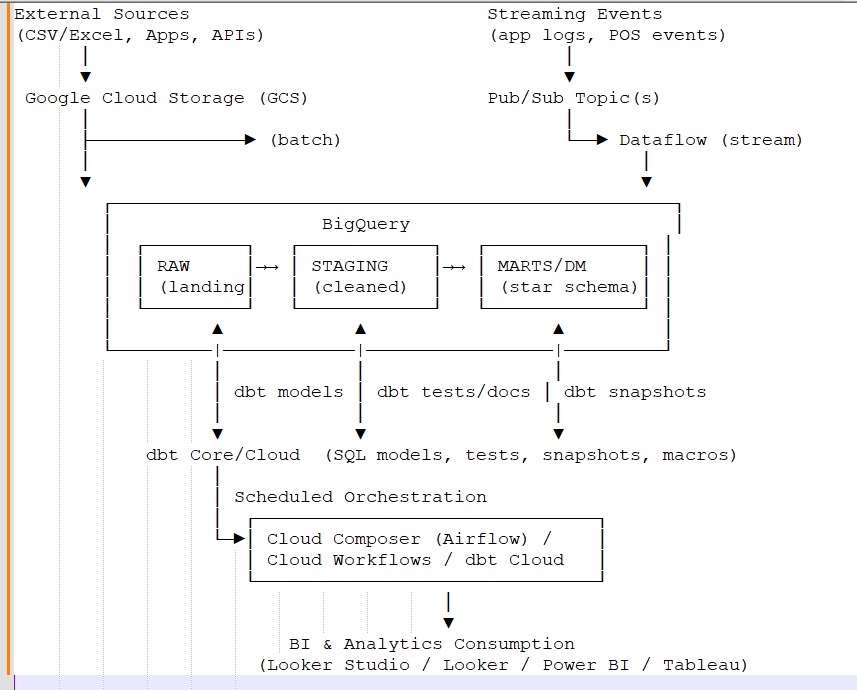 External Sources
Streaming Events
(CSV/Excel, Apps, APIs)
(app logs, POS events)
Google Cloud Storage (GCS)
Pub/Sub Topic(s)
(batch)
Dataflow (stream)
BigQuery
RAW
STAGING
MARTS/DM
(landing
(cleaned)
(star schema)
dbt models
dbt tests/docs
dbt snapshots
dbt Core/Cloud (SQL models, tests, snapshots, macros)
Scheduled Orchestration
Cloud Composer (Airflow) /
Cloud Workflows / dbt Cloud
BI & Analytics Consumption
(Looker Studio / Looker / Power BI / Tableau)